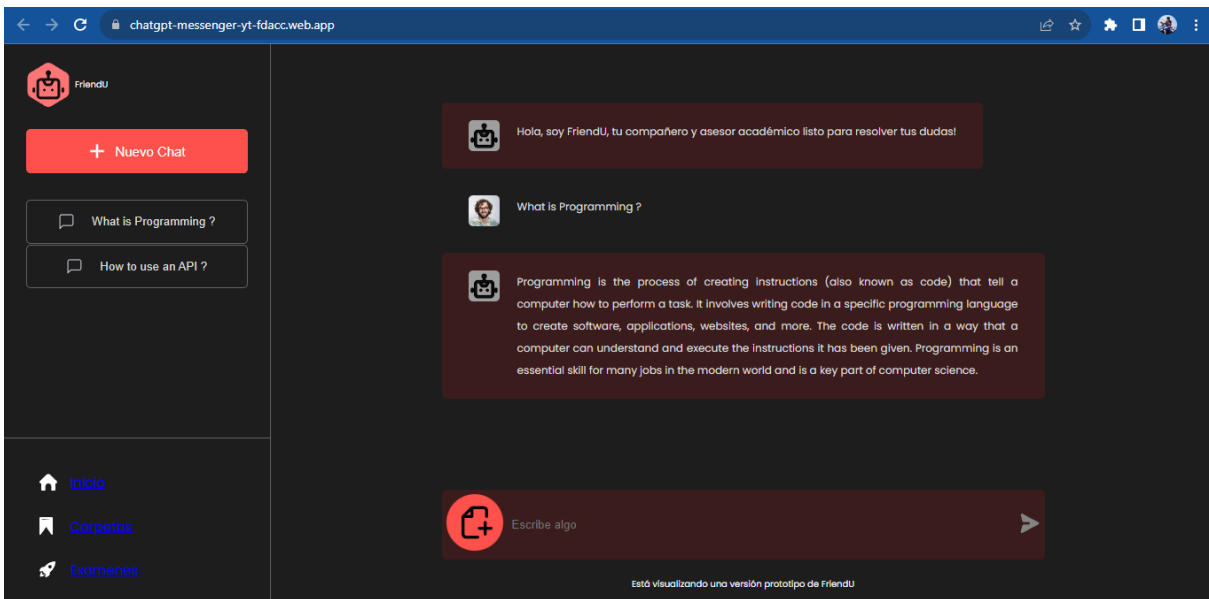 chatgpt-messenger-yt-fdacc.web.app
FriendU
Nuevo Chat
What is Programming ?
How to use an API ?
Inicio
Carpetas
Examenes
Hola, soy FriendU, tu compañero y asesor académico listo para resolver tus dudas!
What is Programming ?
Programming is the process of creating instructions (also known as code) that tell a
computer how to perform a task. It involves writing code in a specific programming language
to create software, applications, websites, and more. The code is written in a way that a
computer can understand and execute the instructions it has been given. Programming is an
essential skill for many jobs in the modern world and is a key part of computer science.
Escribe algo
Está visualizando una versión prototipo de FriendU